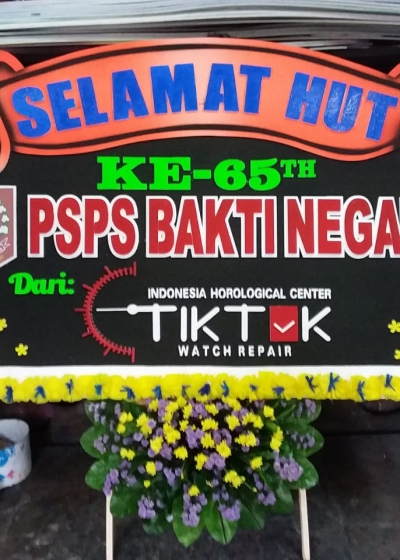 SELAMAT HUT
KE-65TH
PSPS BAKTI NEGA
Dari:
INDONESIA HOROLOGICAL CENTER
TIKTOK
WATCH REPAIR